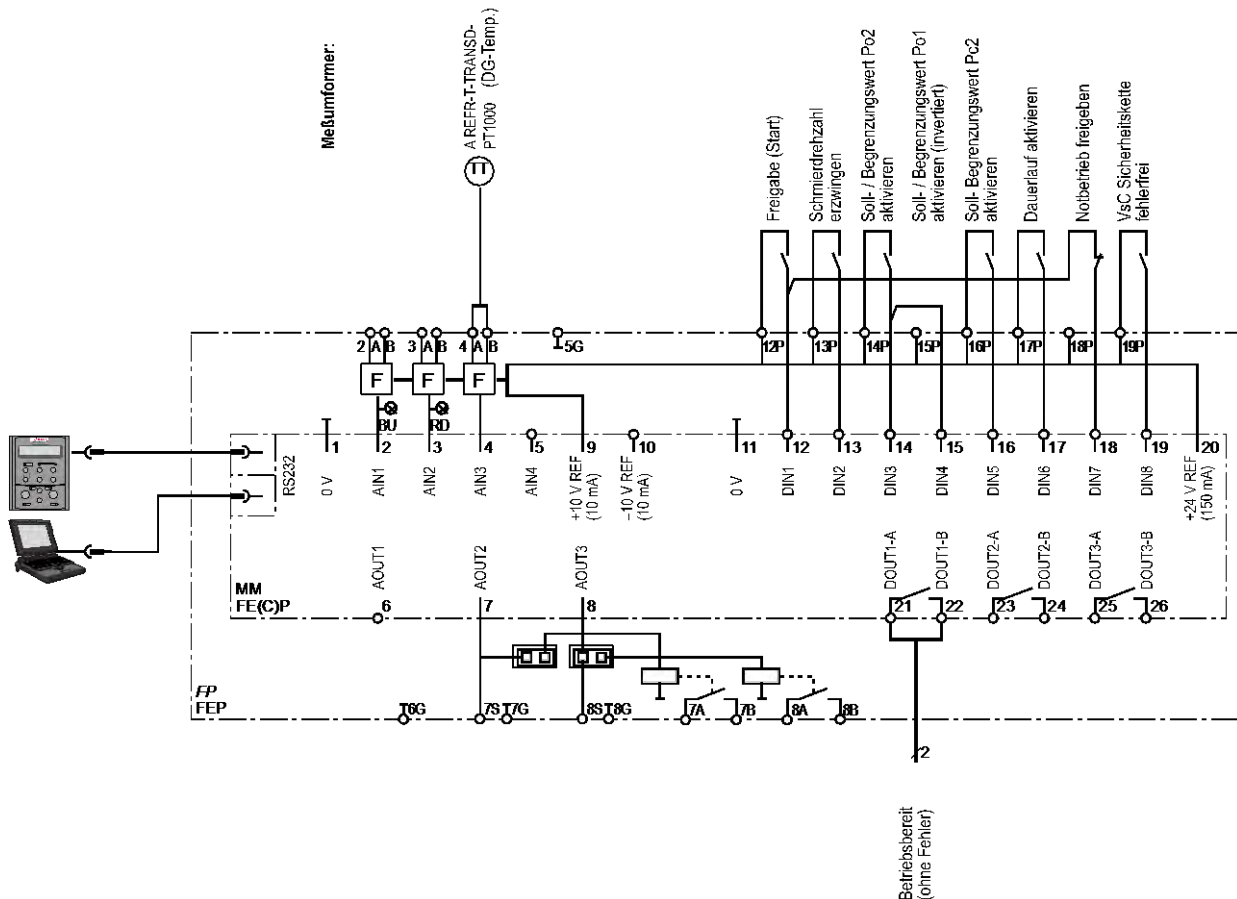 Meßumformer:
A REFR-T-TRANSD-
PT1000 (DG-Temp.)
Freigabe (Start)
Schmierdrehzahl
erzwingen
Soll- / Begrenzungswert Po2
aktivieren
Soll- / Begrenzungswert Po1
aktivieren (invertiert)
Soll- Begrenzungswert Pc2
aktivieren
Dauerlauf aktivieren
Notbetrieb freigeben
VsC Sicherheitskette
fehlerfrei
2 A B
3 A B
4 A B
5G
12P
13P
14P
15P
16P
17P
18P
19P
F
F
F
BU
RD
RS232
1
2
3
4
5
9
10
11
12
13
14
15
16
17
18
19
20
0 V
AIN1
AIN2
AIN3
AIN4
+10 V REF
(10 mA)
–10 V REF
(10 mA)
0 V
DIN1
DIN2
DIN3
DIN4
DIN5
DIN6
DIN7
DIN8
+24 V REF
(150 mA)
AOUT1
AOUT2
AOUT3
DOUT1-A
DOUT1-B
DOUT2-A
DOUT2-B
DOUT3-A
DOUT3-B
MM
FE(C)P
6
7
8
21
22
23
24
25
26
FP
FEP
6G
7S
7G
8S
8G
7A
7B
8A
8B
2
Betriebsbereit
(ohne Fehler)